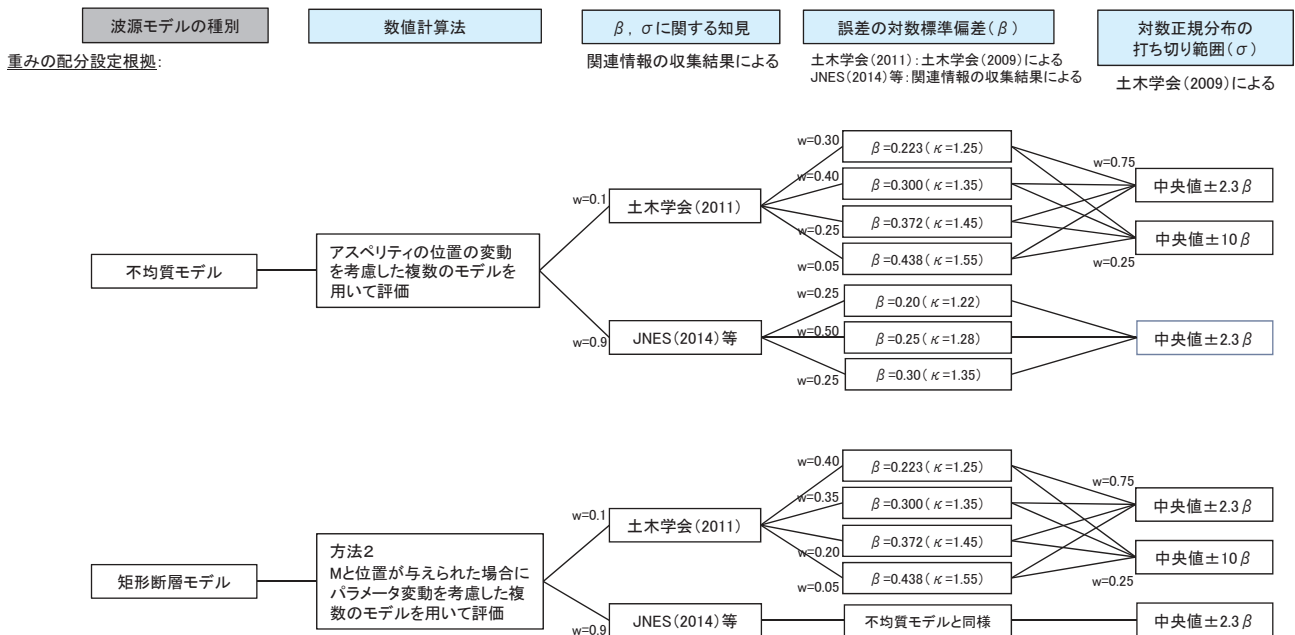 波源モデルの種別
数値計算法
β，σに関する知見
誤差の対数標準偏差(β)
対数正規分布の
打ち切り範囲(σ)
重みの配分設定根拠:
関連情報の収集結果による
土木学会(2011):土木学会(2009)による
JNES(2014)等:関連情報の収集結果による
土木学会(2009)による
不均質モデル
アスペリティの位置の変動
を考慮した複数のモデルを
用いて評価
w=0.1
土木学会(2011)
w=0.30
β=0.223(κ=1.25)
w=0.40
β=0.300(κ=1.35)
w=0.25
β=0.372(κ=1.45)
w=0.05
β=0.438(κ=1.55)
w=0.75
中央値±2.3β
中央値±10β
w=0.25
w=0.9
JNES(2014)等
w=0.25
β=0.20(κ=1.22)
w=0.50
β=0.25(κ=1.28)
w=0.25
β=0.30(κ=1.35)
中央値±2.3β
矩形断層モデル
方法2
Mと位置が与えられた場合に
パラメータ変動を考慮した複
数のモデルを用いて評価
w=0.1
土木学会(2011)
w=0.40
β=0.223(κ=1.25)
w=0.35
β=0.300(κ=1.35)
w=0.20
β=0.372(κ=1.45)
w=0.05
β=0.438(κ=1.55)
w=0.75
中央値±2.3β
中央値±10β
w=0.25
w=0.9
JNES(2014)等
不均質モデルと同様
中央値±2.3β